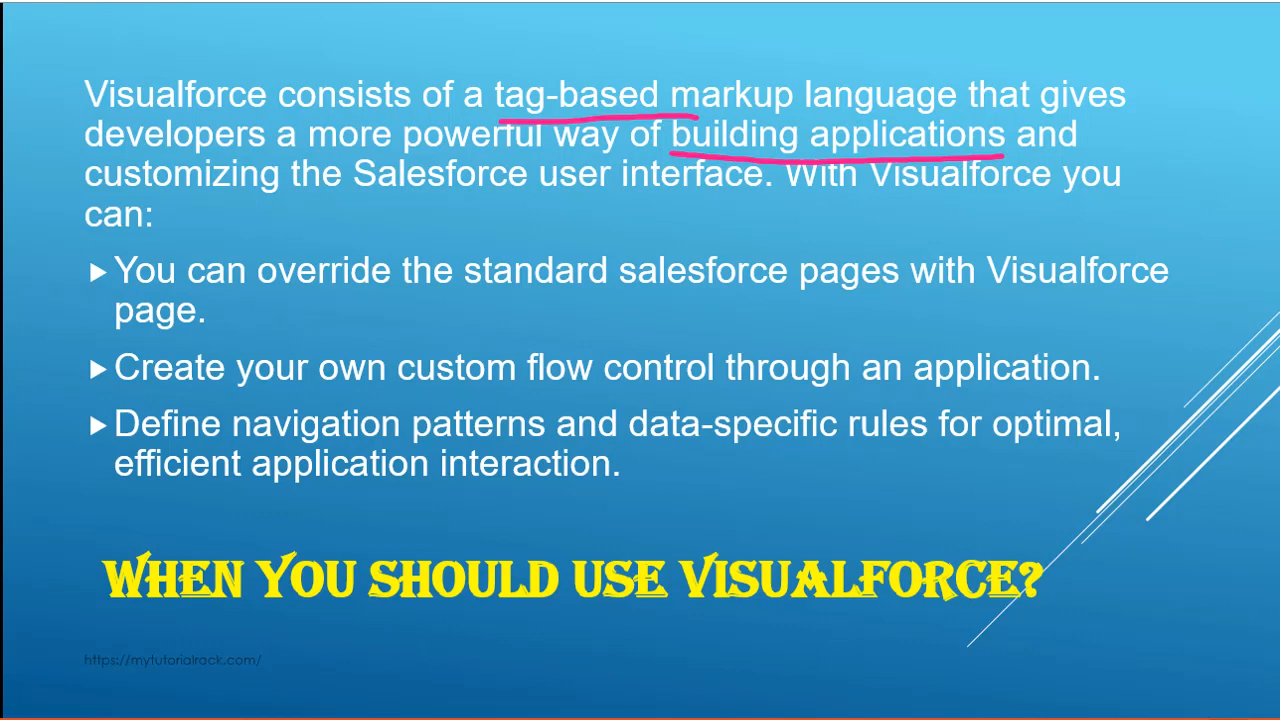 Visualforce consists of a tag-based markup language that gives
developers a more powerful way of building applications and
customizing the Salesforce user interface. With Visualforce you
can:
You can override the standard salesforce pages with Visualforce
page.
Create your own custom flow control through an application.
Define navigation patterns and data-specific rules for optimal,
efficient application interaction.
WHEN YOU SHOULD USE VISUALFORCE?
https://mytutorialrack.com/